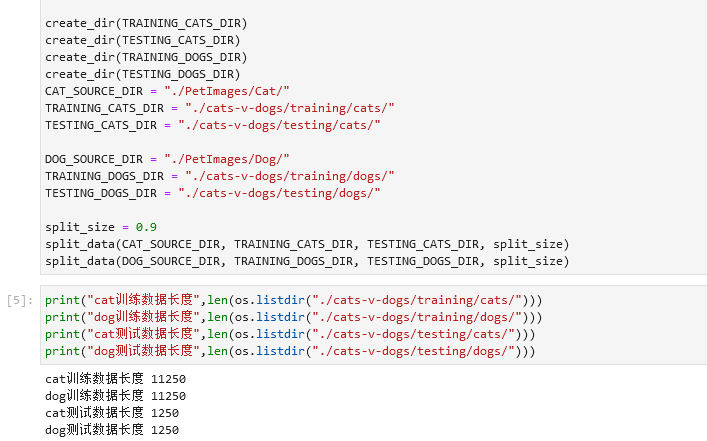 create_dir(TRAINING_CATS_DIR)
create_dir(TESTING_CATS_DIR)
create_dir(TRAINING_DOGS_DIR)
create_dir(TESTING_DOGS_DIR)
CAT_SOURCE_DIR = "./PetImages/Cat/"
TRAINING_CATS_DIR = "./cats-v-dogs/training/cats/"
TESTING_CATS_DIR = "./cats-v-dogs/testing/cats/"
DOG_SOURCE_DIR = "./PetImages/Dog/"
TRAINING_DOGS_DIR = "./cats-v-dogs/training/dogs/"
TESTING_DOGS_DIR = "./cats-v-dogs/testing/dogs/"
split_size = 0.9
split_data(CAT_SOURCE_DIR, TRAINING_CATS_DIR, TESTING_CATS_DIR, split_size)
split_data(DOG_SOURCE_DIR, TRAINING_DOGS_DIR, TESTING_DOGS_DIR, split_size)
[5]: print("cat训练数据长度",len(os.listdir("./cats-v-dogs/training/cats/")))
print("dog训练数据长度",len(os.listdir("./cats-v-dogs/training/dogs/")))
print("cat测试数据长度",len(os.listdir("./cats-v-dogs/testing/cats/")))
print("dog测试数据长度",len(os.listdir("./cats-v-dogs/testing/dogs/")))
cat训练数据长度 11250
dog训练数据长度 11250
cat测试数据长度 1250
dog测试数据长度 1250